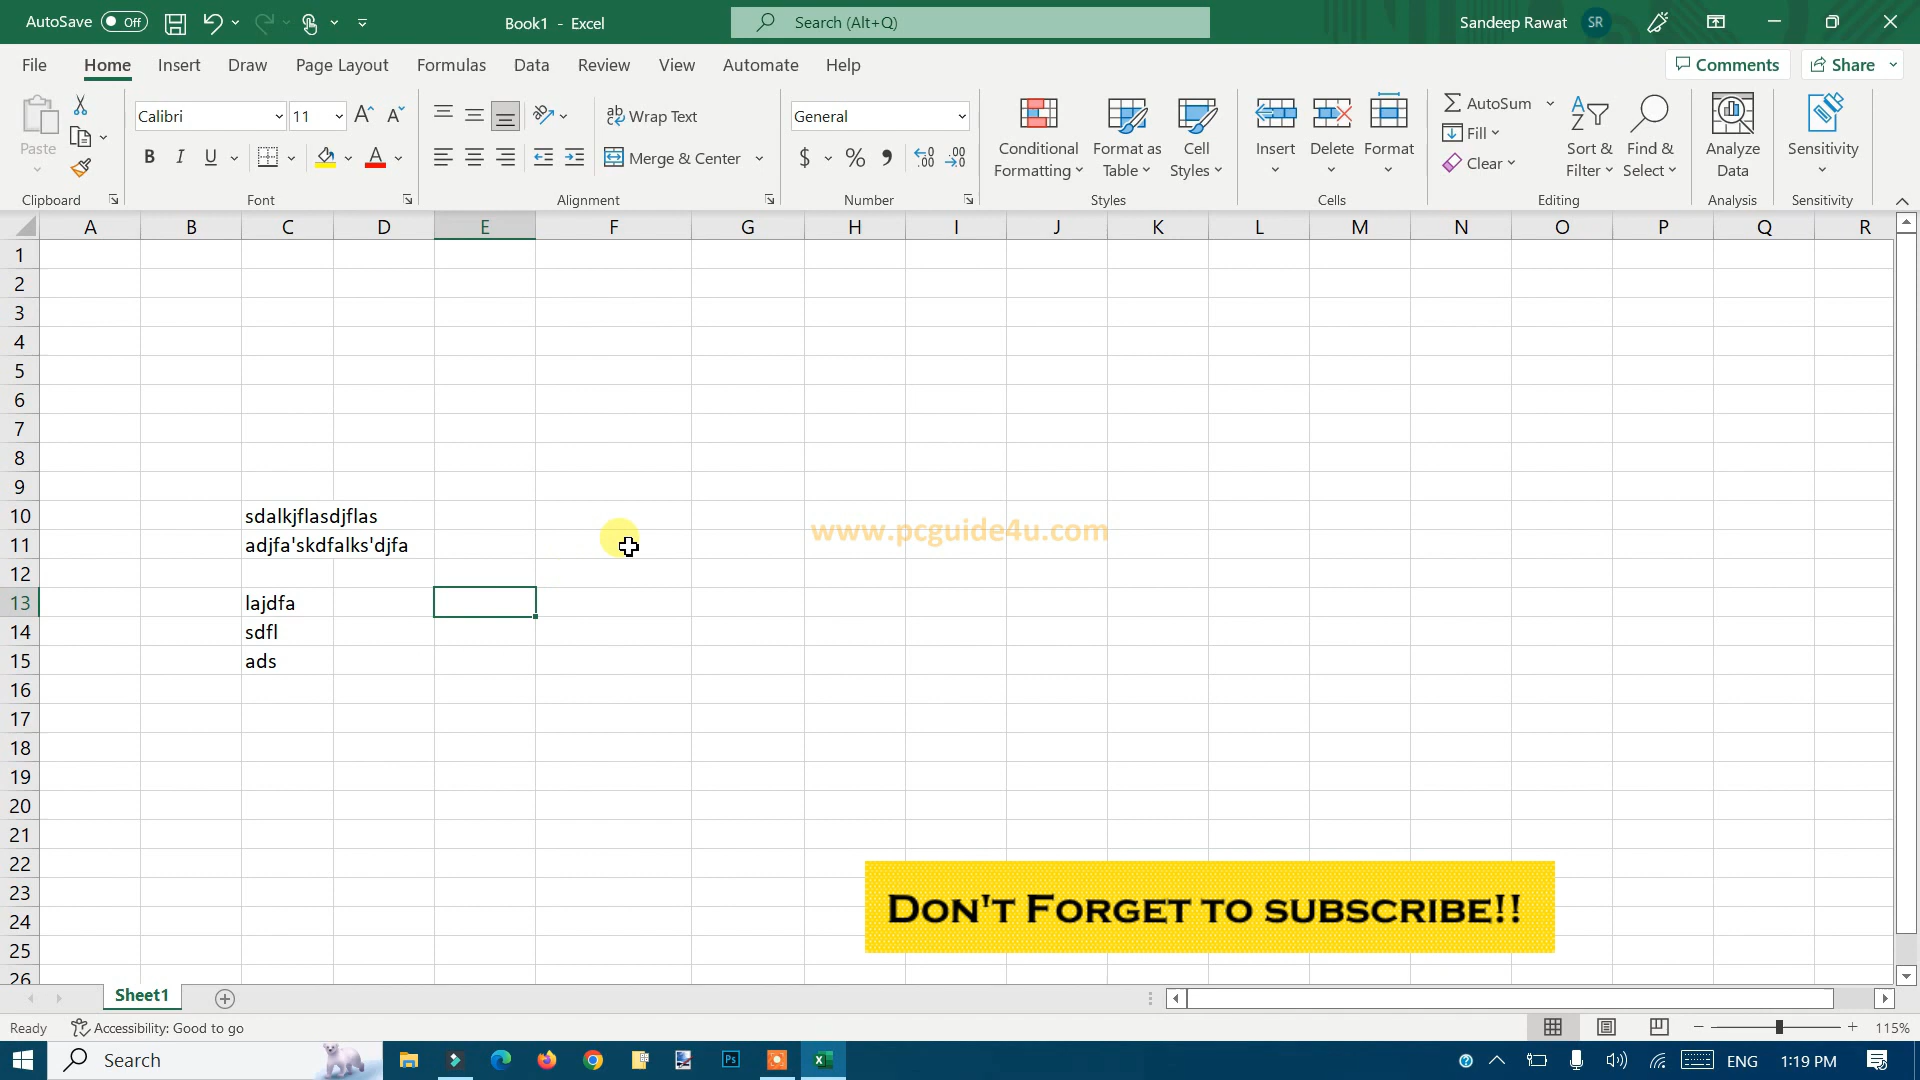 AutoSave Off Book1 - Excel Search (Alt+Q) Sandeep Rawat SR
File Home Insert Draw Page Layout Formulas Data Review View Automate Help Comments Share
Calibri 11 A A Wrap Text General AutoSum
Paste B I U A Merge & Center $ % Conditional Formatting Format as Table Cell Styles Insert Delete Format Fill Clear Sort & Filter Find & Select Analyze Data Sensitivity
Clipboard Font Alignment Number Styles Cells Editing Analysis Sensitivity
A B C D E F G H I J K L M N O P Q R
1
2
3
4
5
6
7
8
9
10 sdalkjflasdjflas
www.pcguide4u.com
11 adjfa'skdfalks'djfa
12
13 lajdfa
14 sdfl
15 ads
16
17
18
19
20
21
22
23 Don't Forget to subscribe!!
24
25
26
Sheet1
Ready Accessibility: Good to go 115%
Search Ps ENG 1:19 PM